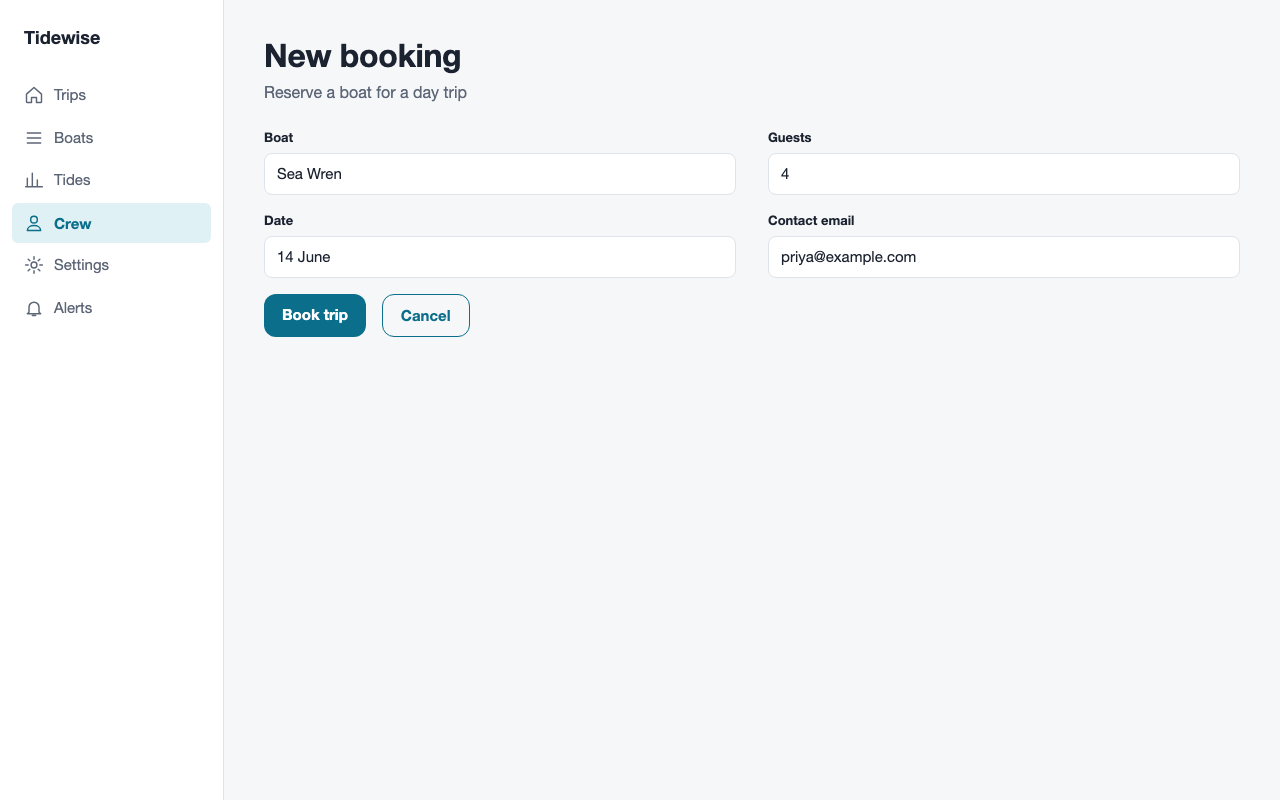 Tidewise
Trips
Boats
Tides
Crew
Settings
Alerts
New booking
Reserve a boat for a day trip
Boat
Sea Wren
Guests
4
Date
14 June
Contact email
priya@example.com
Book trip
Cancel